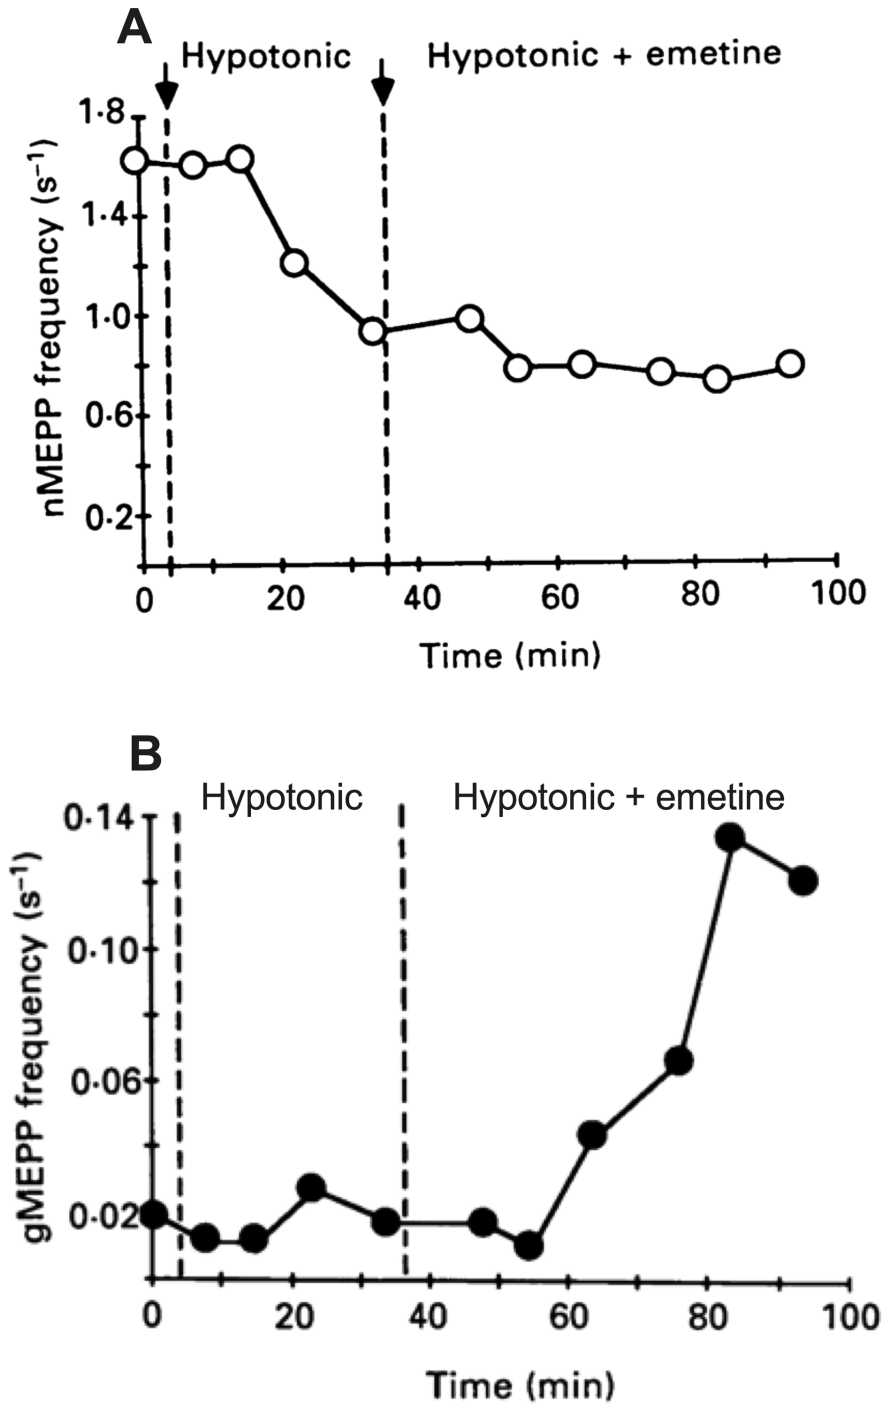 A
Hypotonic
Hypotonic + emetine
1·8
1·4
1·0
0·6
0·2
nMEPP frequency (s⁻¹)
0 20 40 60 80 100
Time (min)
B
Hypotonic
Hypotonic + emetine
0·14
0·10
0·06
0·02
gMEPP frequency (s⁻¹)
0 20 40 60 80 100
Time (min)